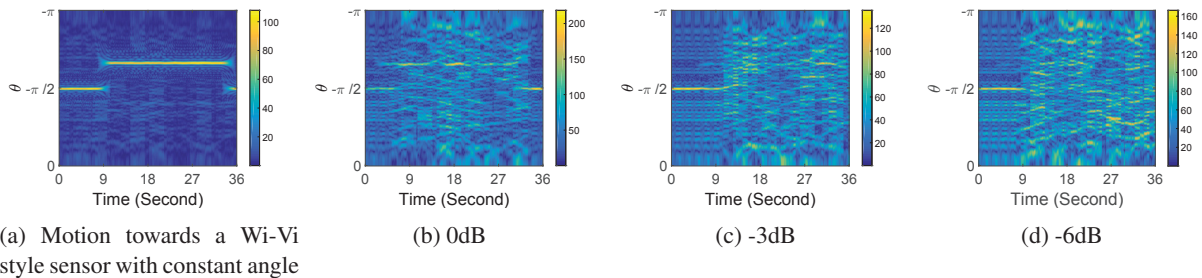 -π
θ -π /2
0
0 9 18 27 36
Time (Second)
100
80
60
40
20
(a) Motion towards a Wi-Vi
style sensor with constant angle
-π
θ -π /2
0
0 9 18 27 36
Time (Second)
200
150
100
50
(b) 0dB
-π
θ -π /2
0
0 9 18 27 36
Time (Second)
120
100
80
60
40
20
(c) -3dB
-π
θ -π /2
0
0 9 18 27 36
Time (Second)
160
140
120
100
80
60
40
20
(d) -6dB